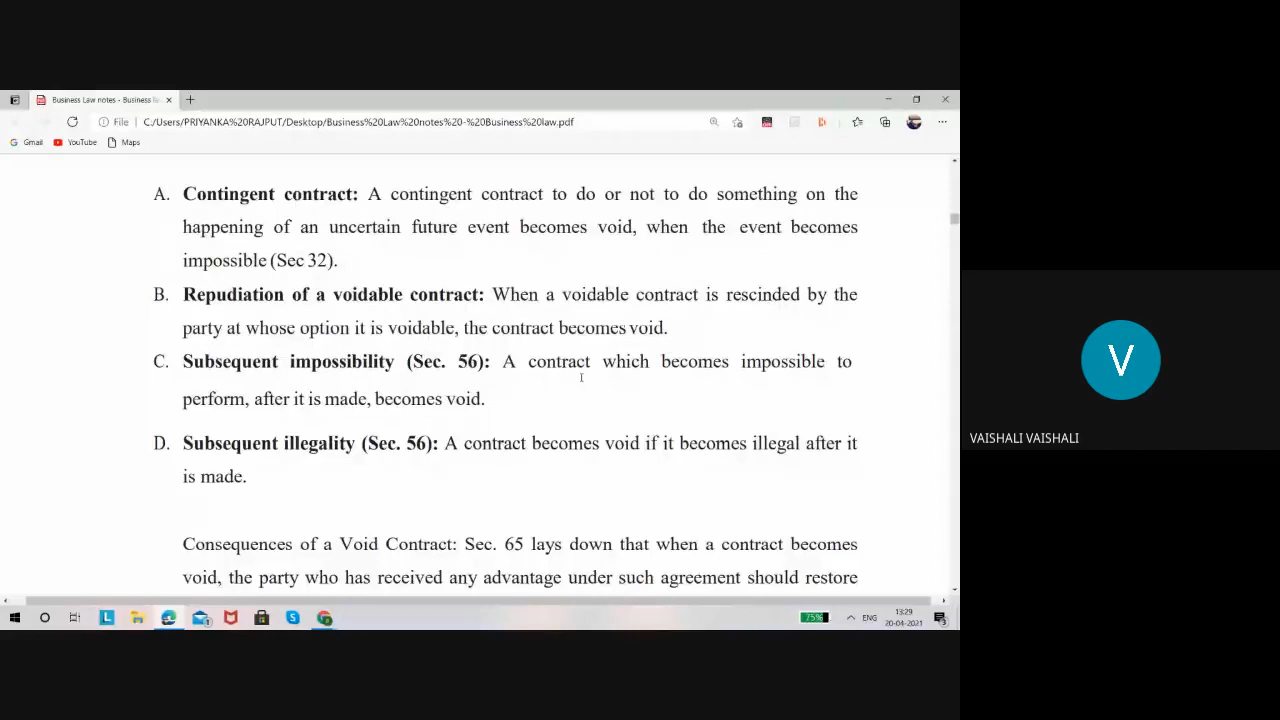 Business Law notes - Business l
File
C:/Users/PRIYANKA%20RAJPUT/Desktop/Business%20Law%20notes%20-%20Business%20law.pdf
Gmail YouTube Maps
A. Contingent contract: A contingent contract to do or not to do something on the
happening of an uncertain future event becomes void, when the event becomes
impossible (Sec 32).
B. Repudiation of a voidable contract: When a voidable contract is rescinded by the
party at whose option it is voidable, the contract becomes void.
C. Subsequent impossibility (Sec. 56): A contract which becomes impossible to
perform, after it is made, becomes void.
D. Subsequent illegality (Sec. 56): A contract becomes void if it becomes illegal after it
is made.
Consequences of a Void Contract: Sec. 65 lays down that when a contract becomes
void, the party who has received any advantage under such agreement should restore
V
VAISHALI VAISHALI
75%
ENG
13:29
20-04-2021